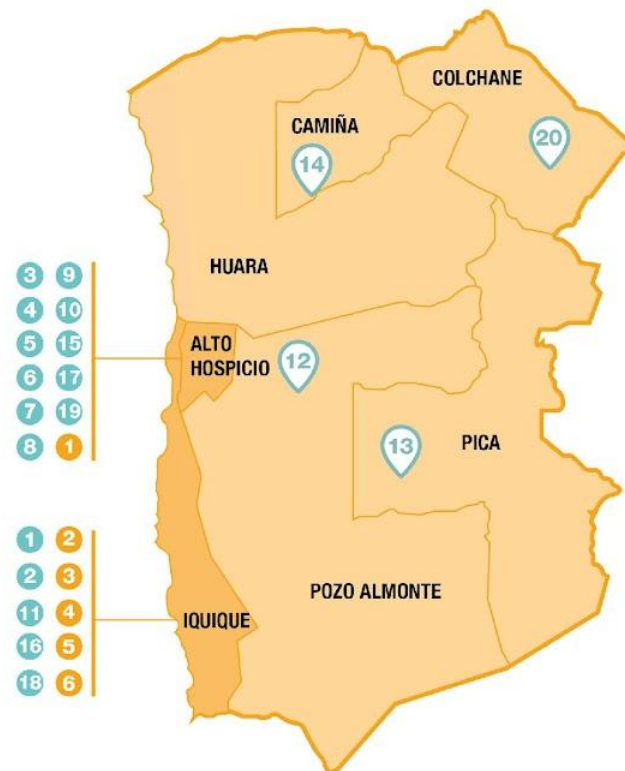 COLCHANE
CAMIÑA
20
14
HUARA
3 9
4 10
5 15
6 17
7 19
8 1
ALTO
HOSPICIO
12
13
PICA
1 2
2 3
11 4
16 5
18 6
POZO ALMONTE
IQUIQUE